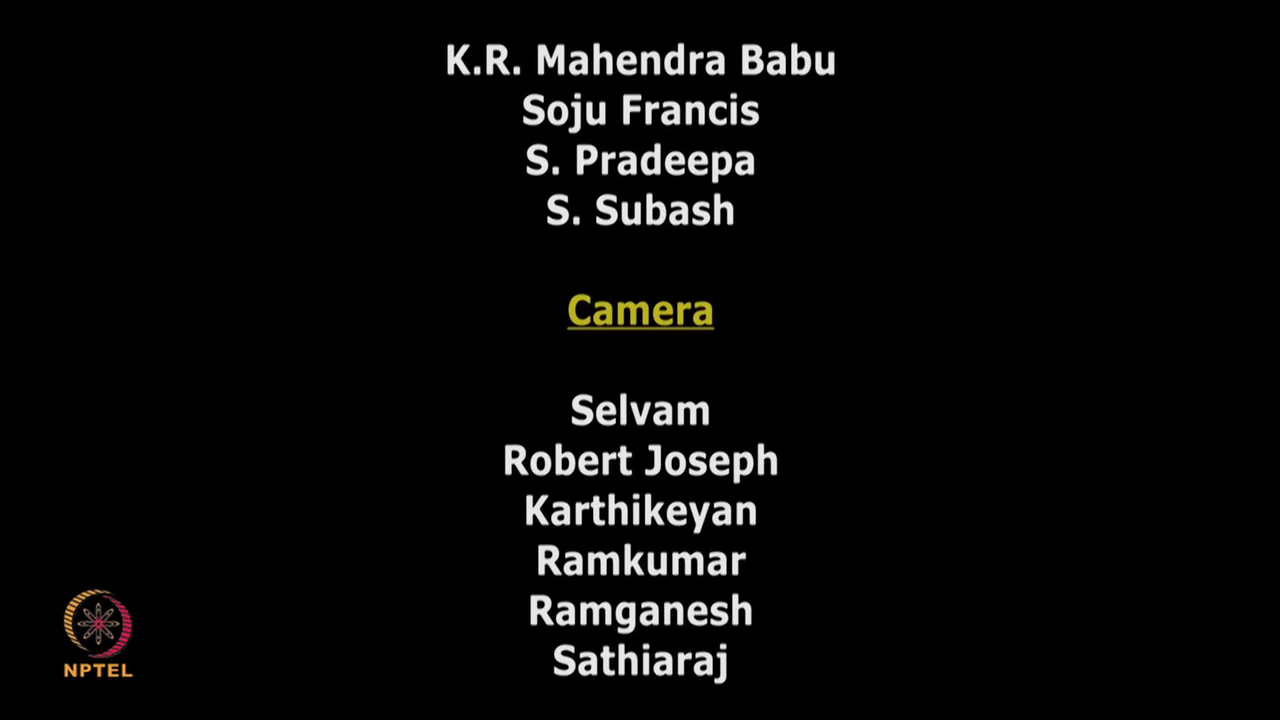 K.R. Mahendra Babu
Soju Francis
S. Pradeepa
S. Subash
Camera
Selvam
Robert Joseph
Karthikeyan
Ramkumar
Ramganesh
Sathiaraj
NPTEL